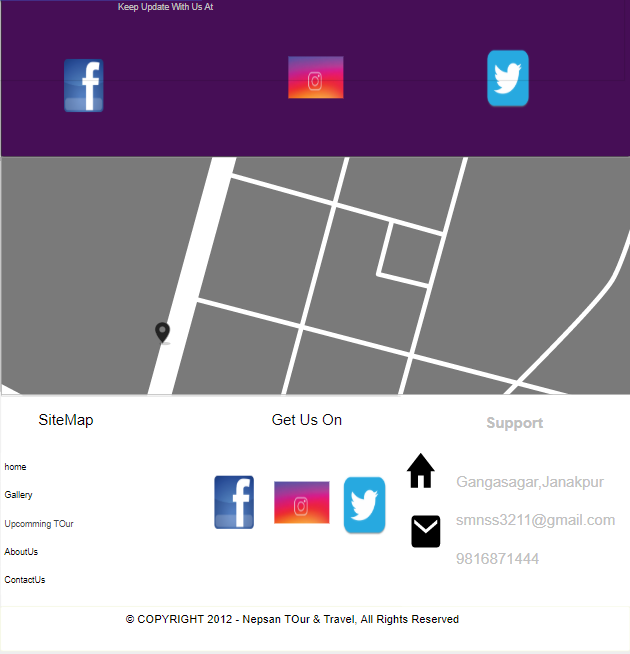 Keep Update With Us At
SiteMap
home
Gallery
Upcomming TOur
AboutUs
ContactUs
Get Us On
Support
Gangasagar,Janakpur
smnss3211@gmail.com
9816871444
© COPYRIGHT 2012 - Nepsan TOur & Travel, All Rights Reserved